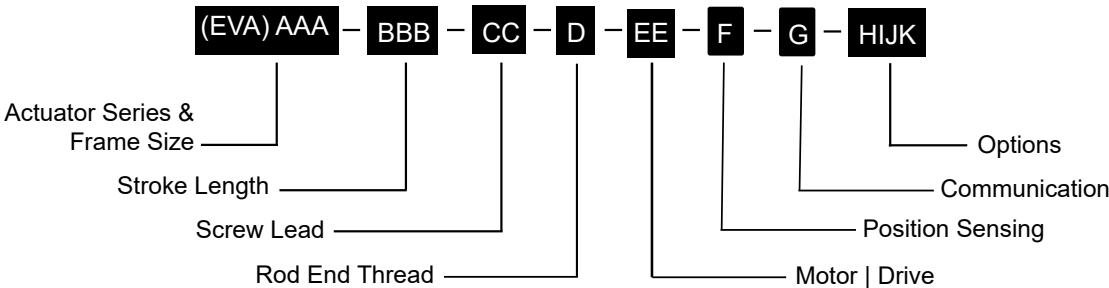 (EVA) AAA – BBB – CC – D – EE – F – G – HIJK
Actuator Series &
Frame Size
Options
Stroke Length
Communication
Screw Lead
Position Sensing
Rod End Thread
Motor | Drive